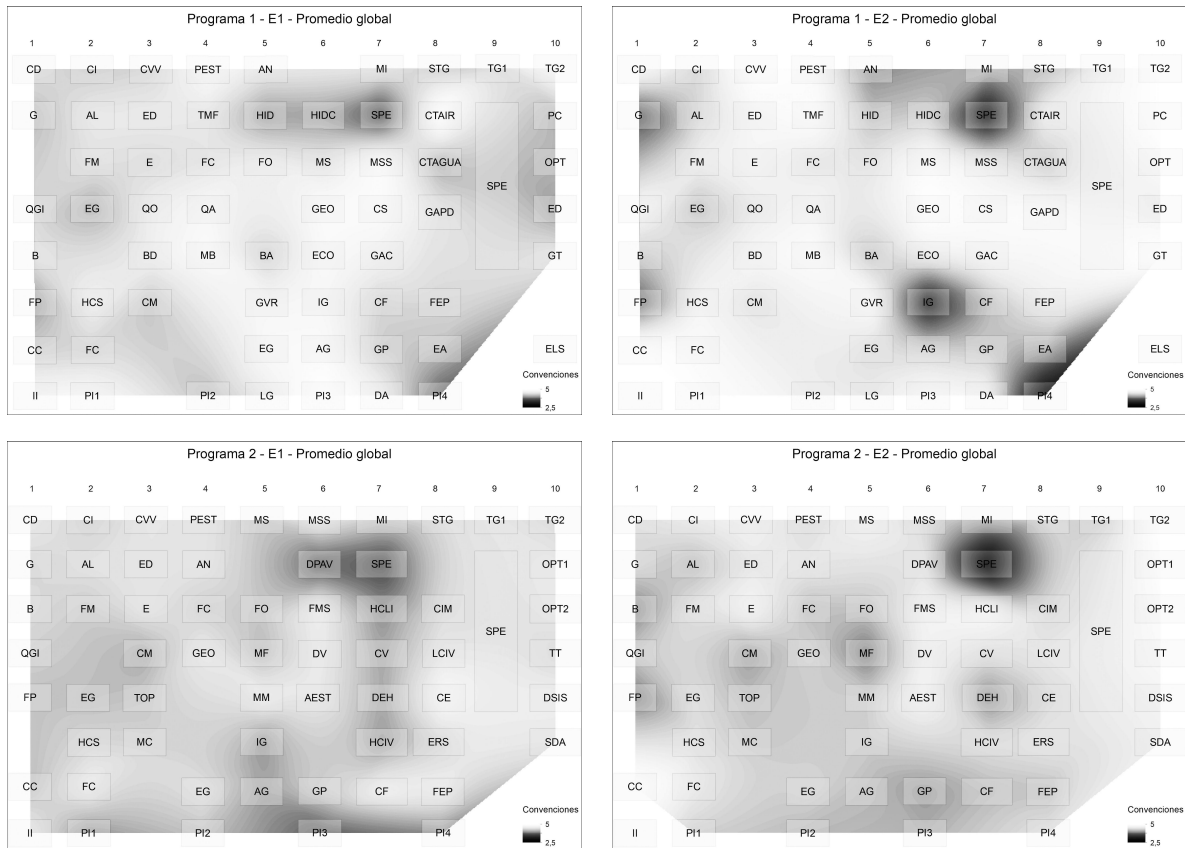 Programa 1 - E1 - Promedio global
1 2 3 4 5 6 7 8 9 10
CD CI CVV PEST AN MI STG TG1 TG2
G AL ED TMF HID HIDC SPE CTAIR PC
FM E FC FO MS MSS CTAGUA OPT
SPE
QGI EG QO QA GEO CS GAPD ED
B BD MB BA ECO GAC GT
FP HCS CM GVR IG CF FEP
CC FC EG AG GP EA ELS
Convenciones
5
2,5
II PI1 PI2 LG PI3 DA PI4
Programa 1 - E2 - Promedio global
1 2 3 4 5 6 7 8 9 10
CD CI CVV PEST AN MI STG TG1 TG2
G AL ED TMF HID HIDC SPE CTAIR PC
FM E FC FO MS MSS CTAGUA OPT
SPE
QGI EG QO QA GEO CS GAPD ED
B BD MB BA ECO GAC GT
FP HCS CM GVR IG CF FEP
CC FC EG AG GP EA ELS
Convenciones
5
2,5
II PI1 PI2 LG PI3 DA PI4
Programa 2 - E1 - Promedio global
1 2 3 4 5 6 7 8 9 10
CD CI CVV PEST MS MSS MI STG TG1 TG2
G AL ED AN DPAV SPE OPT1
B FM E FC FO FMS HCLI CIM OPT2
SPE
QGI CM GEO MF DV CV LCIV TT
FP EG TOP MM AEST DEH CE DSIS
HCS MC IG HCIV ERS SDA
CC FC EG AG GP CF FEP
Convenciones
5
2,5
II PI1 PI2 PI3 PI4
Programa 2 - E2 - Promedio global
1 2 3 4 5 6 7 8 9 10
CD CI CVV PEST MS MSS MI STG TG1 TG2
G AL ED AN DPAV SPE OPT1
B FM E FC FO FMS HCLI CIM OPT2
SPE
QGI CM GEO MF DV CV LCIV TT
FP EG TOP MM AEST DEH CE DSIS
HCS MC IG HCIV ERS SDA
CC FC EG AG GP CF FEP
Convenciones
5
2,5
II PI1 PI2 PI3 PI4